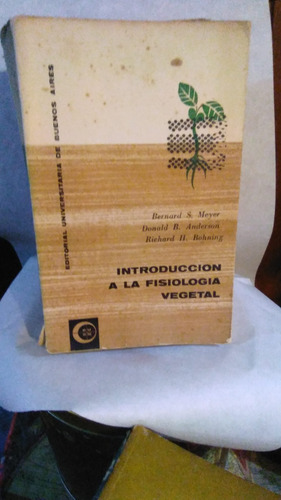 EDITORIAL UNIVERSITARIA DE BUENOS AIRES
Bernard S. Meyer
Donald B. Anderson
Richard H. Bohning
INTRODUCCION
A LA FISIOLOGIA
VEGETAL